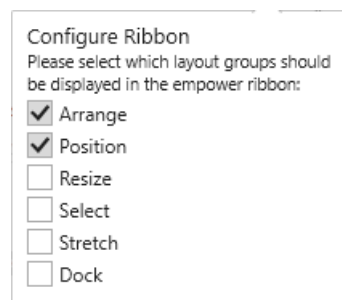 Configure Ribbon
Please select which layout groups should
be displayed in the empower ribbon:
Arrange
Position
Resize
Select
Stretch
Dock